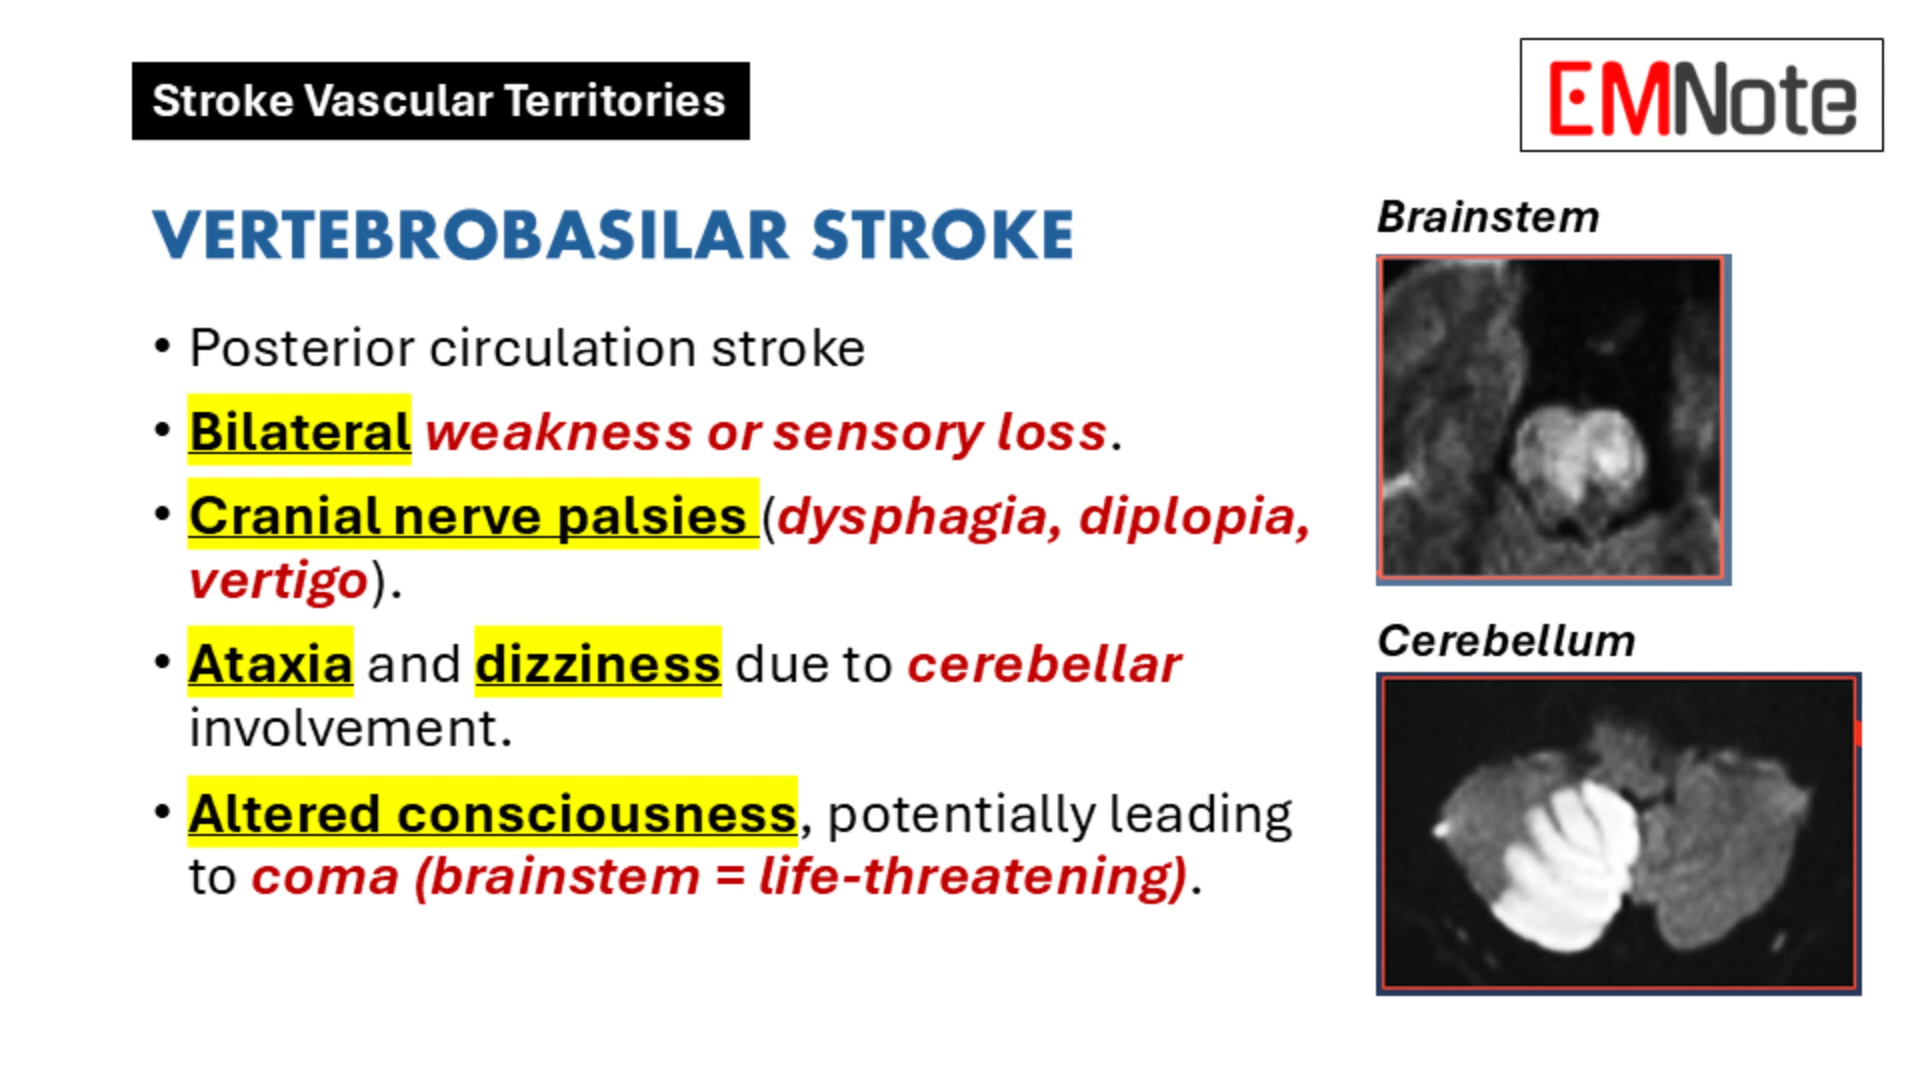 Stroke Vascular Territories
EMNote
VERTEBROBASILAR STROKE
• Posterior circulation stroke
• Bilateral weakness or sensory loss.
• Cranial nerve palsies (dysphagia, diplopia,
vertigo).
• Ataxia and dizziness due to cerebellar
involvement.
• Altered consciousness, potentially leading
to coma (brainstem = life-threatening).
Brainstem
Cerebellum